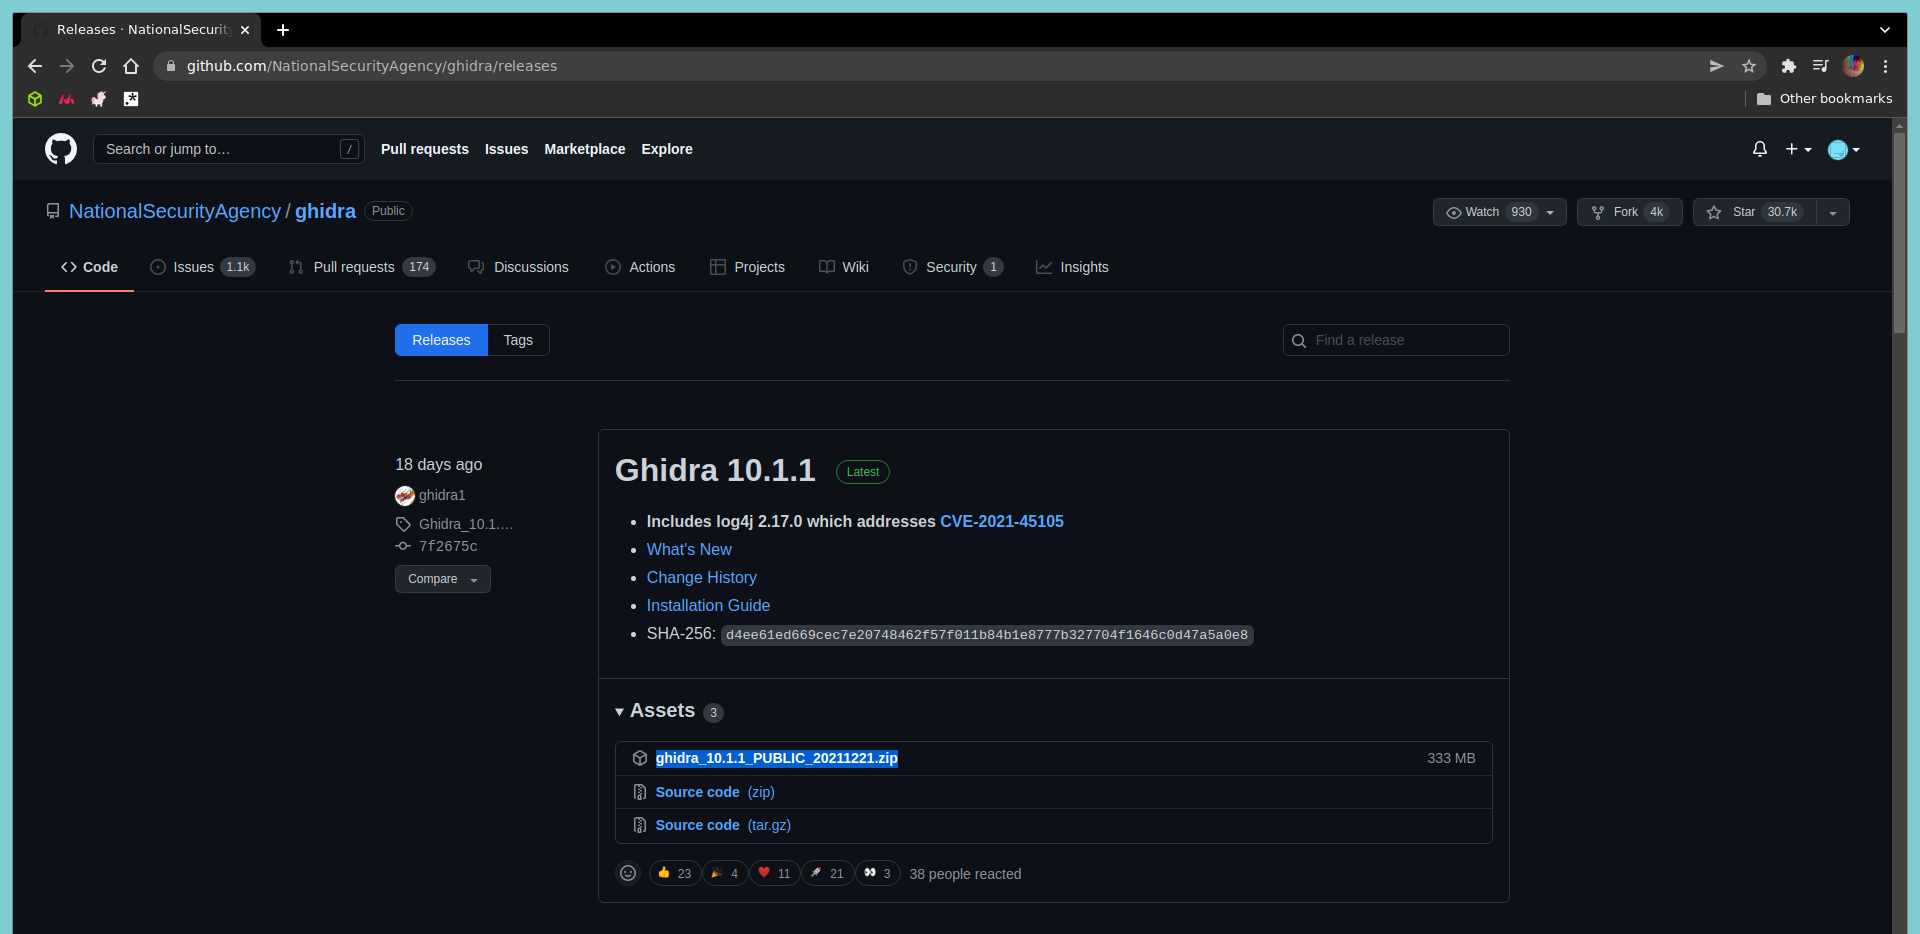 Releases · NationalSecurity
github.com/NationalSecurityAgency/ghidra/releases
Other bookmarks
Search or jump to… /
Pull requests Issues Marketplace Explore
NationalSecurityAgency / ghidra Public
Watch 930 Fork 4k Star 30.7k
Code Issues 1.1k Pull requests 174 Discussions Actions Projects Wiki Security 1 Insights
Releases Tags
Find a release
18 days ago
ghidra1
Ghidra_10.1.…
7f2675c
Compare
Ghidra 10.1.1 Latest
Includes log4j 2.17.0 which addresses CVE-2021-45105
What's New
Change History
Installation Guide
SHA-256: d4ee61ed669cec7e20748462f57f011b84b1e8777b327704f1646c0d47a5a0e8
Assets 3
ghidra_10.1.1_PUBLIC_20211221.zip 333 MB
Source code (zip)
Source code (tar.gz)
23 4 11 21 3 38 people reacted